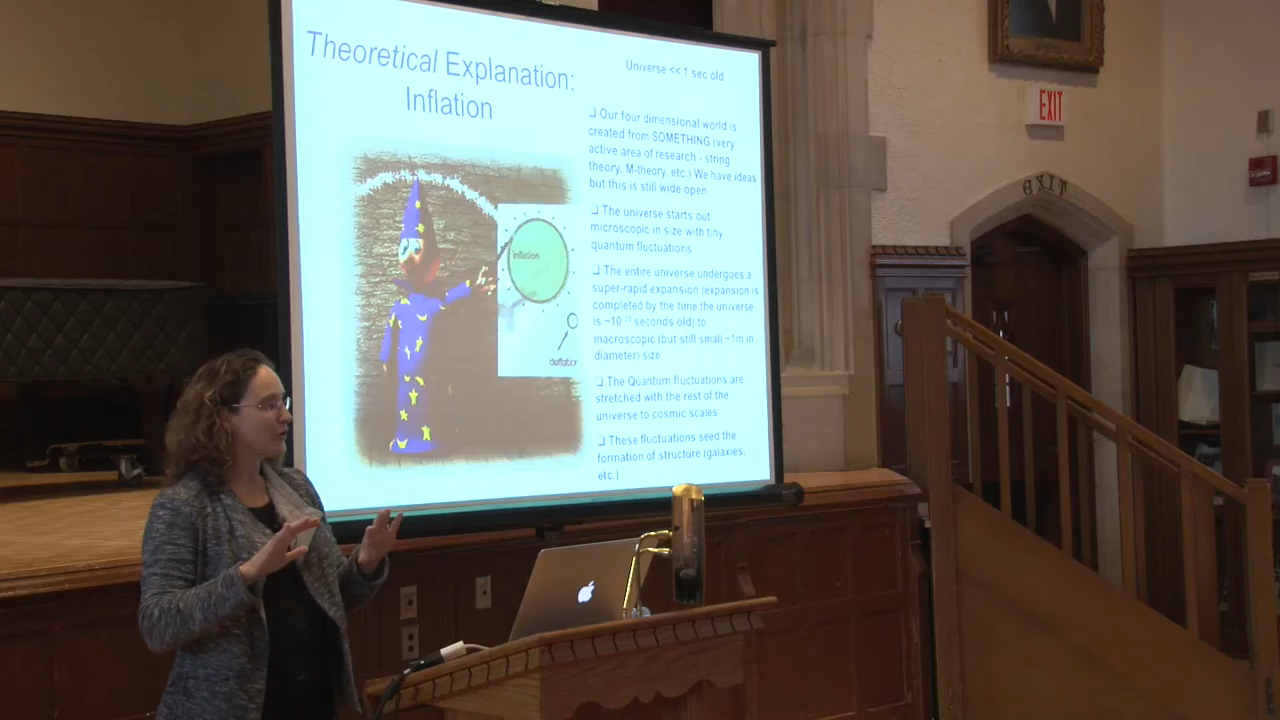 Theoretical Explanation:
Inflation
Universe << 1 sec old
❑ Our four dimensional world is
created from SOMETHING (very
active area of research - string
theory, M-theory, etc.) We have ideas
but this is still wide open
❑ The universe starts out
microscopic in size with tiny
quantum fluctuations
❑ The entire universe undergoes a
super-rapid expansion (expansion is
completed by the time the universe
is ~10 seconds old) to
macroscopic (but still small ~1m in
diameter) size
❑ The Quantum fluctuations are
stretched with the rest of the
universe to cosmic scales
❑ These fluctuations seed the
formation of structure (galaxies,
etc.)
inflation
deflation
EXIT
EXIT